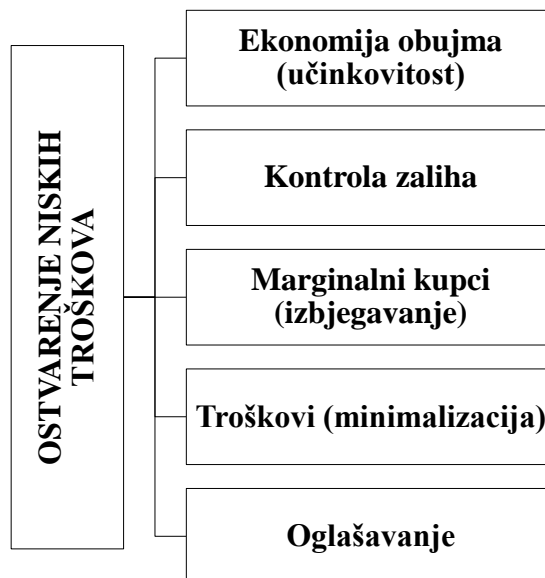 OSTVARENJE NISKIH
TROŠKOVA
Ekonomija obujma
(učinkovitost)
Kontrola zaliha
Marginalni kupci
(izbjegavanje)
Troškovi (minimalizacija)
Oglašavanje